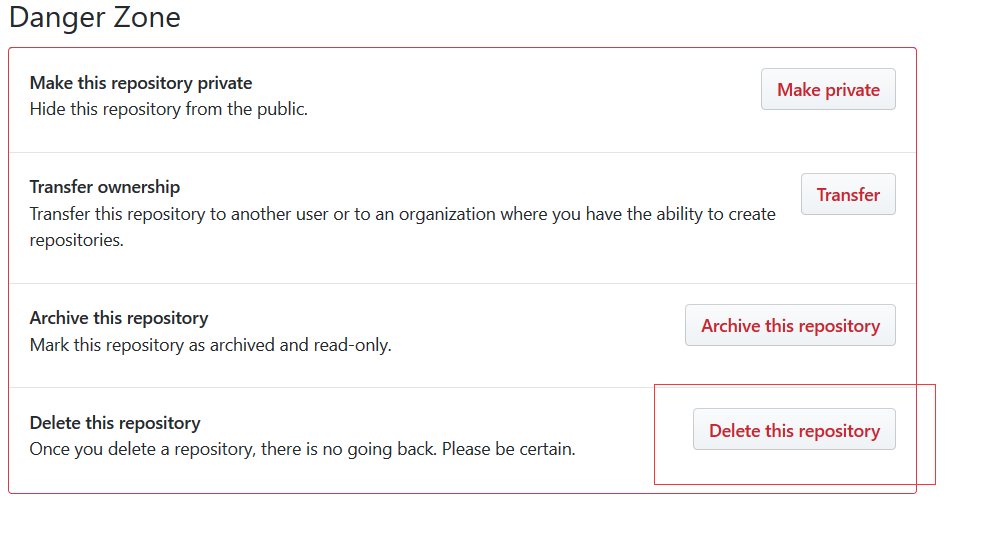 Danger Zone
Make this repository private
Hide this repository from the public.
Make private
Transfer ownership
Transfer this repository to another user or to an organization where you have the ability to create
repositories.
Transfer
Archive this repository
Mark this repository as archived and read-only.
Archive this repository
Delete this repository
Once you delete a repository, there is no going back. Please be certain.
Delete this repository